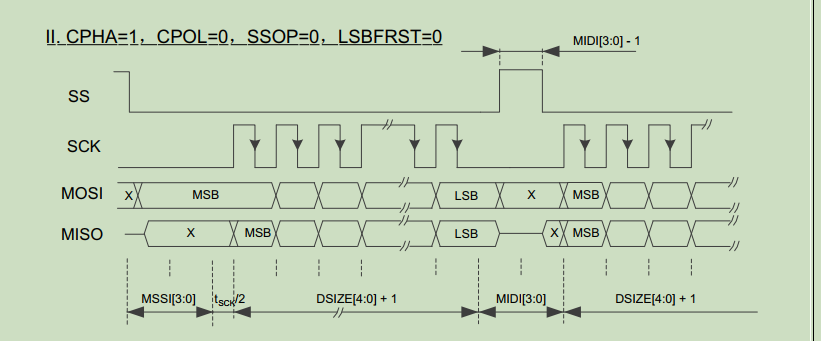 II. CPHA=1, CPOL=0, SSOP=0, LSBFRST=0
MIDI[3:0] - 1
SS
SCK
MOSI X MSB LSB X MSB
MISO X MSB LSB X MSB
MSSI[3:0] tSCK/2 DSIZE[4:0] + 1 MIDI[3:0] DSIZE[4:0] + 1